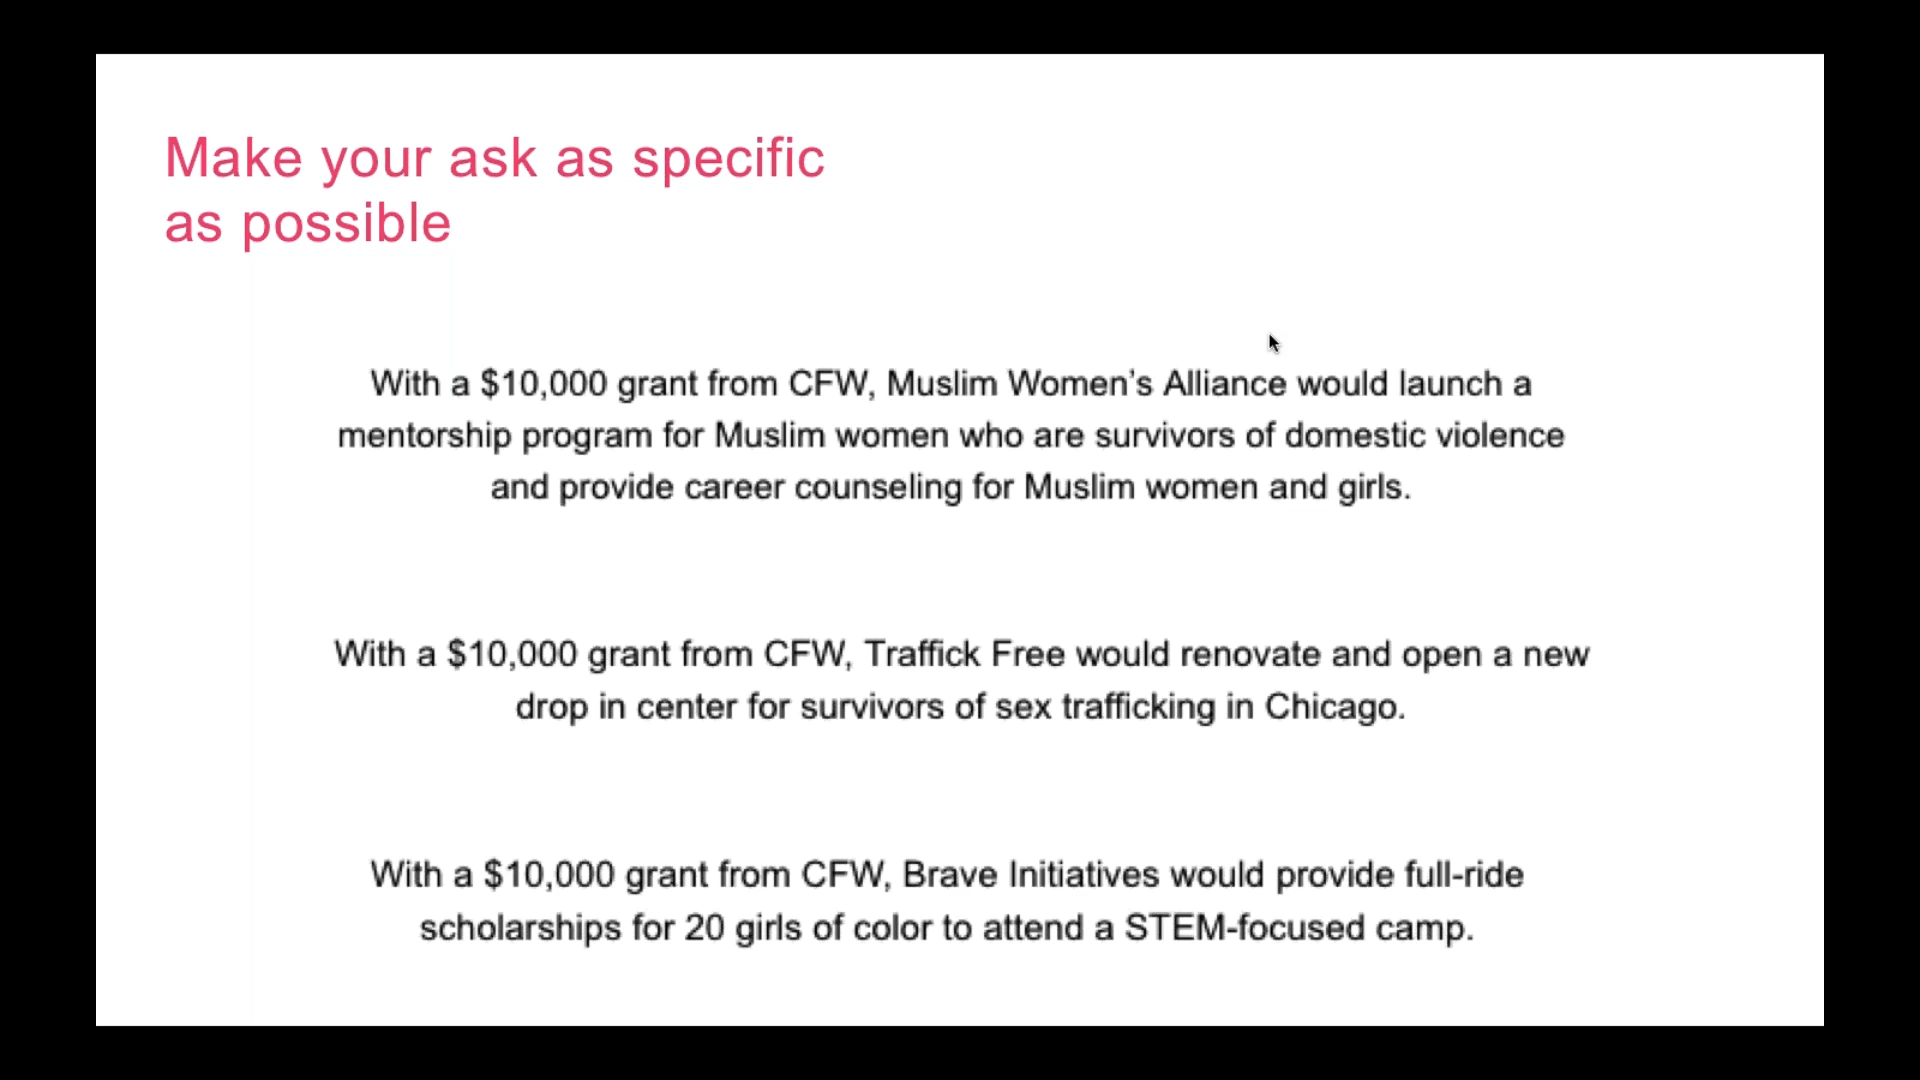 Make your ask as specific
as possible
With a $10,000 grant from CFW, Muslim Women’s Alliance would launch a
mentorship program for Muslim women who are survivors of domestic violence
and provide career counseling for Muslim women and girls.
With a $10,000 grant from CFW, Traffick Free would renovate and open a new
drop in center for survivors of sex trafficking in Chicago.
With a $10,000 grant from CFW, Brave Initiatives would provide full-ride
scholarships for 20 girls of color to attend a STEM-focused camp.